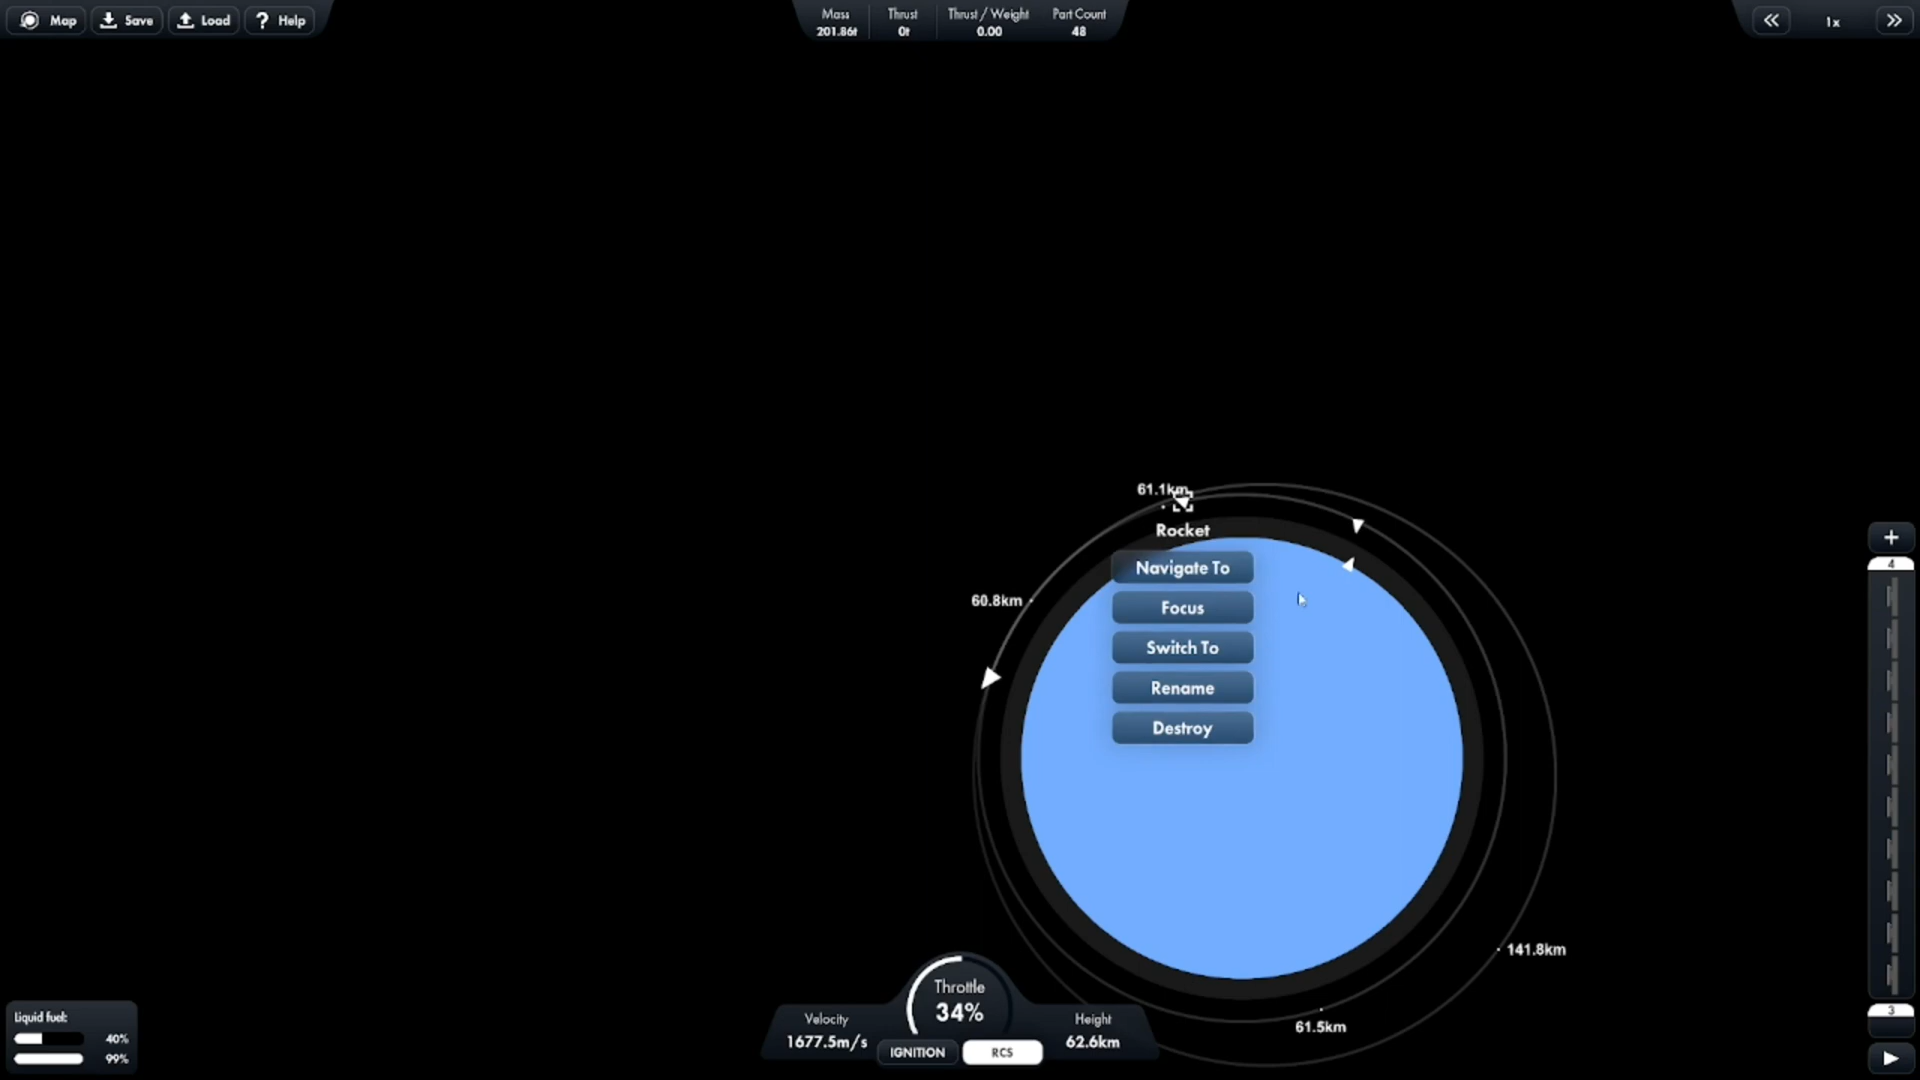 Map
Save
Load
? Help
Mass
201.86t
Thrust
0t
Thrust / Weight
0.00
Part Count
48
1x
61.1km
Rocket
Navigate To
Focus
Switch To
Rename
Destroy
60.8km
141.8km
61.5km
4
3
Liquid fuel:
40%
99%
Throttle
34%
Velocity
1677.5m/s
IGNITION
RCS
Height
62.6km